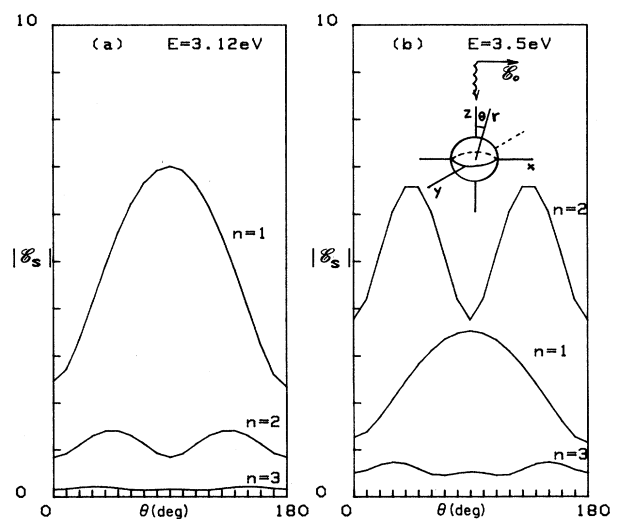 10
(a) E=3.12eV
n=1
|ℰs|
n=2
n=3
0
0 θ(deg) 180
10
(b) E=3.5eV
ℰo
z θ r
x
y
n=2
|ℰs|
n=1
n=3
0
0 θ(deg) 180